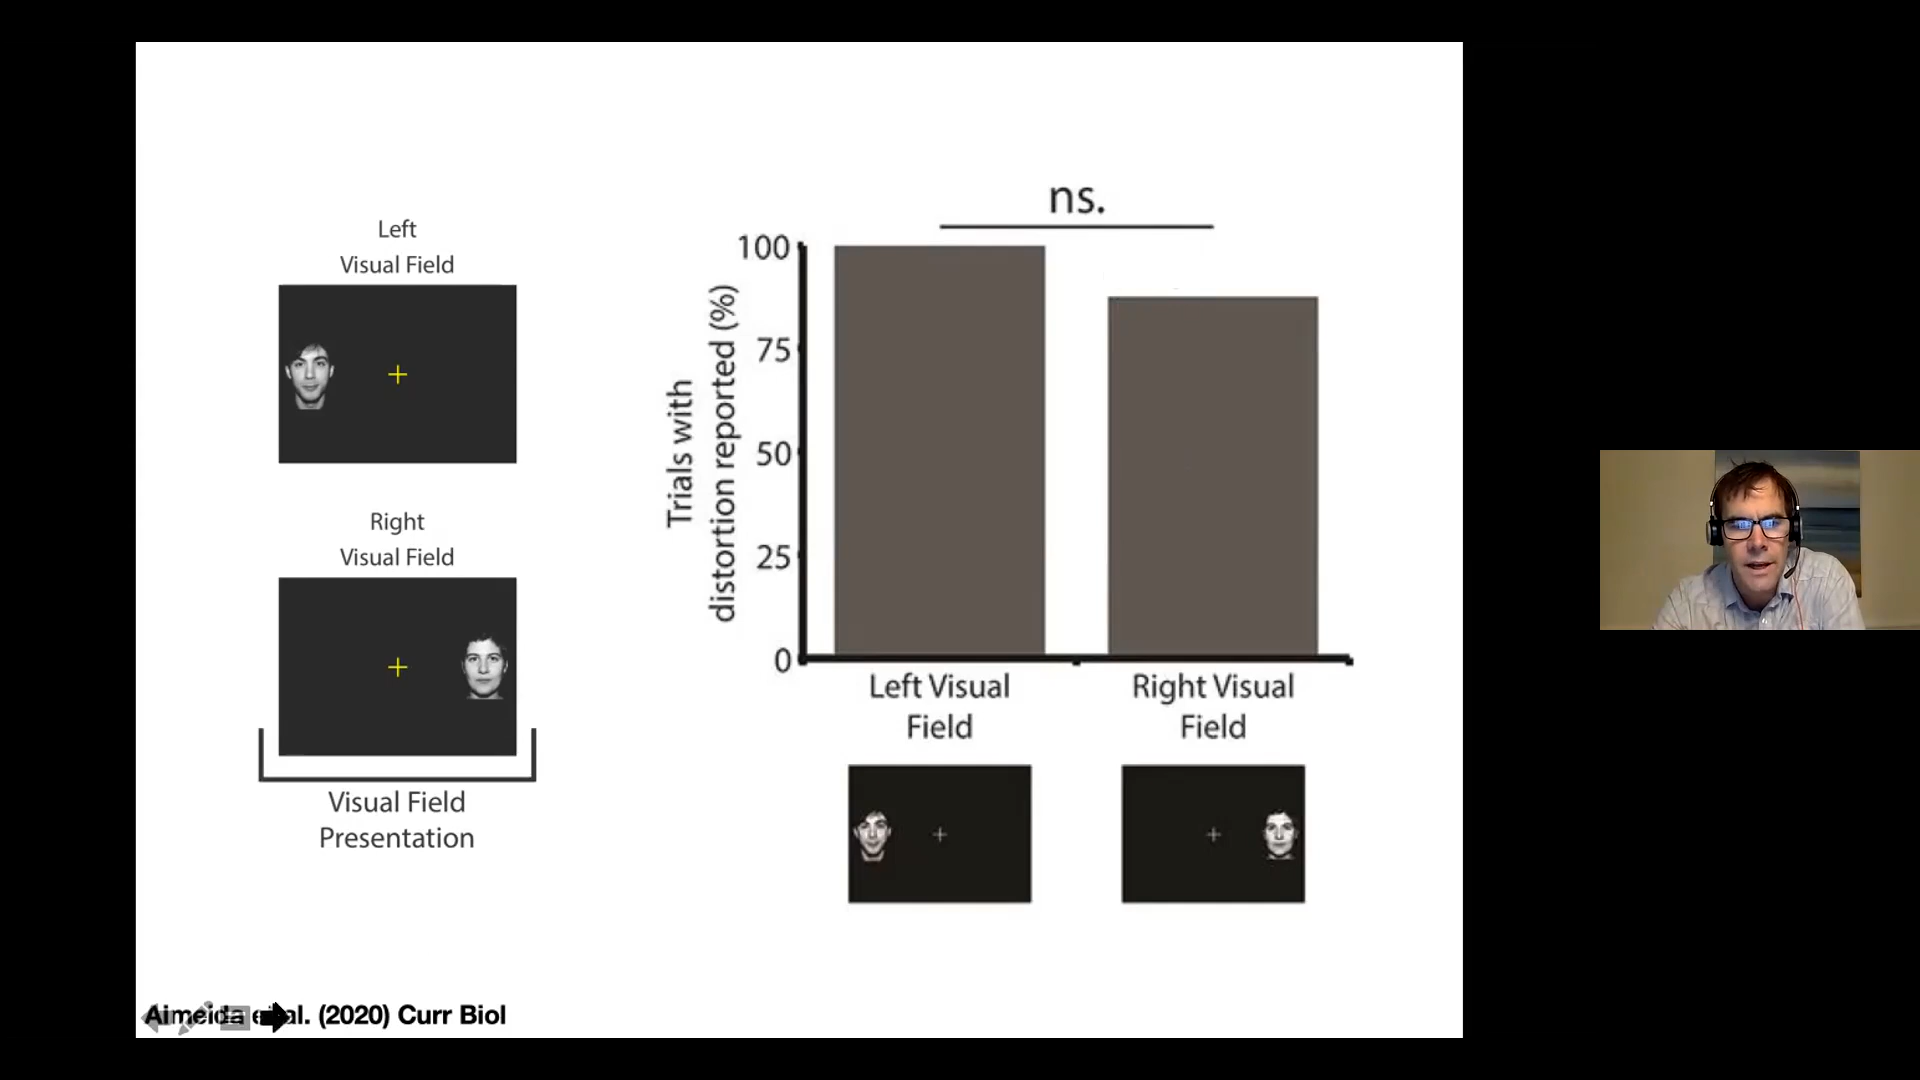 Left
Visual Field
Right
Visual Field
Visual Field
Presentation
ns.
Trials with
distortion reported (%)
100
75
50
25
0
Left Visual
Field
Right Visual
Field
al. (2020) Curr Biol